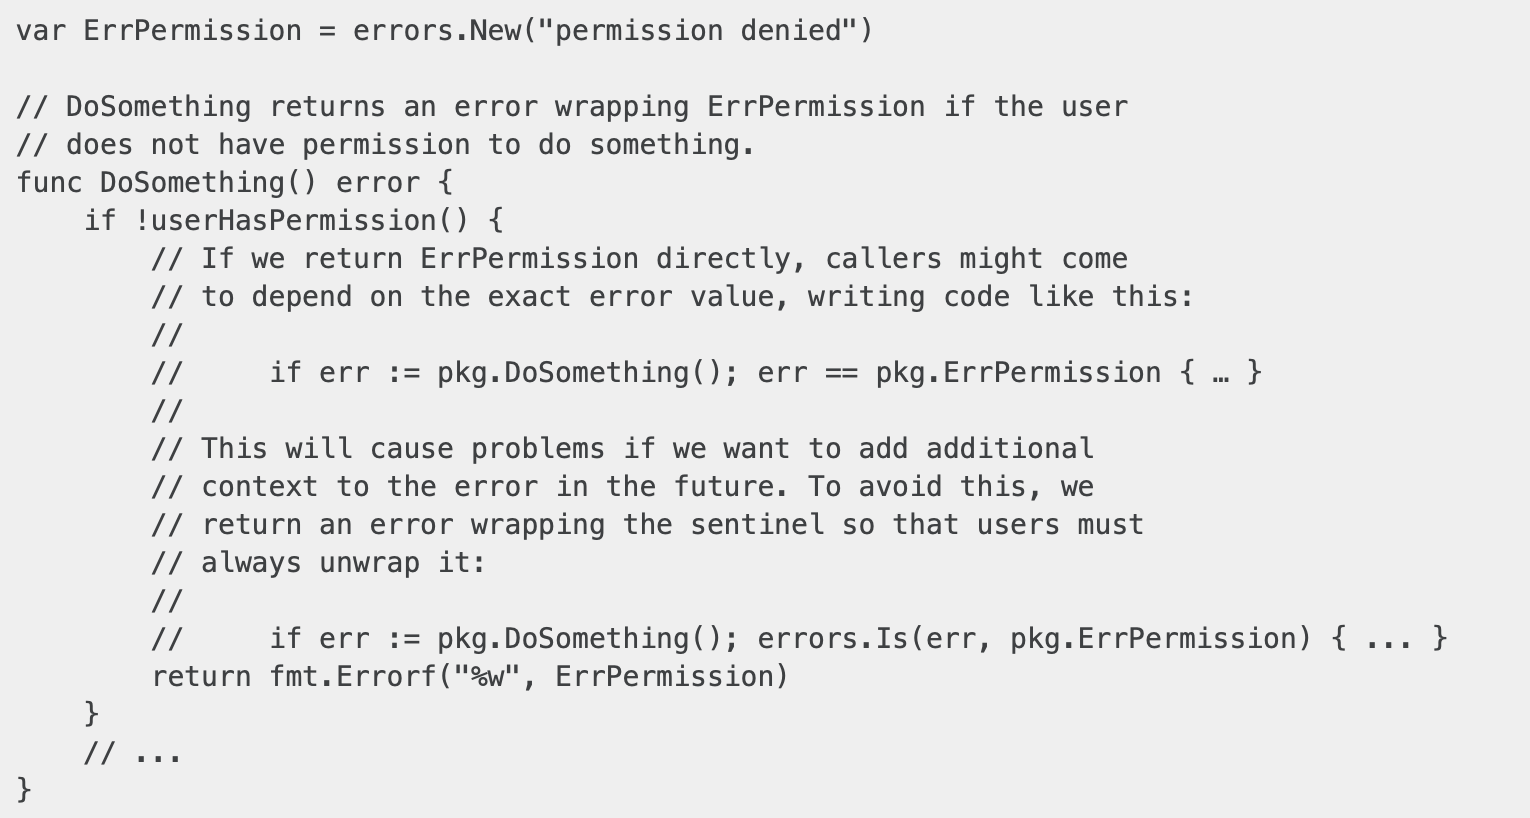 var ErrPermission = errors.New("permission denied")

// DoSomething returns an error wrapping ErrPermission if the user
// does not have permission to do something.
func DoSomething() error {
    if !userHasPermission() {
        // If we return ErrPermission directly, callers might come
        // to depend on the exact error value, writing code like this:
        //
        //     if err := pkg.DoSomething(); err == pkg.ErrPermission { … }
        //
        // This will cause problems if we want to add additional
        // context to the error in the future. To avoid this, we
        // return an error wrapping the sentinel so that users must
        // always unwrap it:
        //
        //     if err := pkg.DoSomething(); errors.Is(err, pkg.ErrPermission) { ... }
        return fmt.Errorf("%w", ErrPermission)
    }
    // ...
}